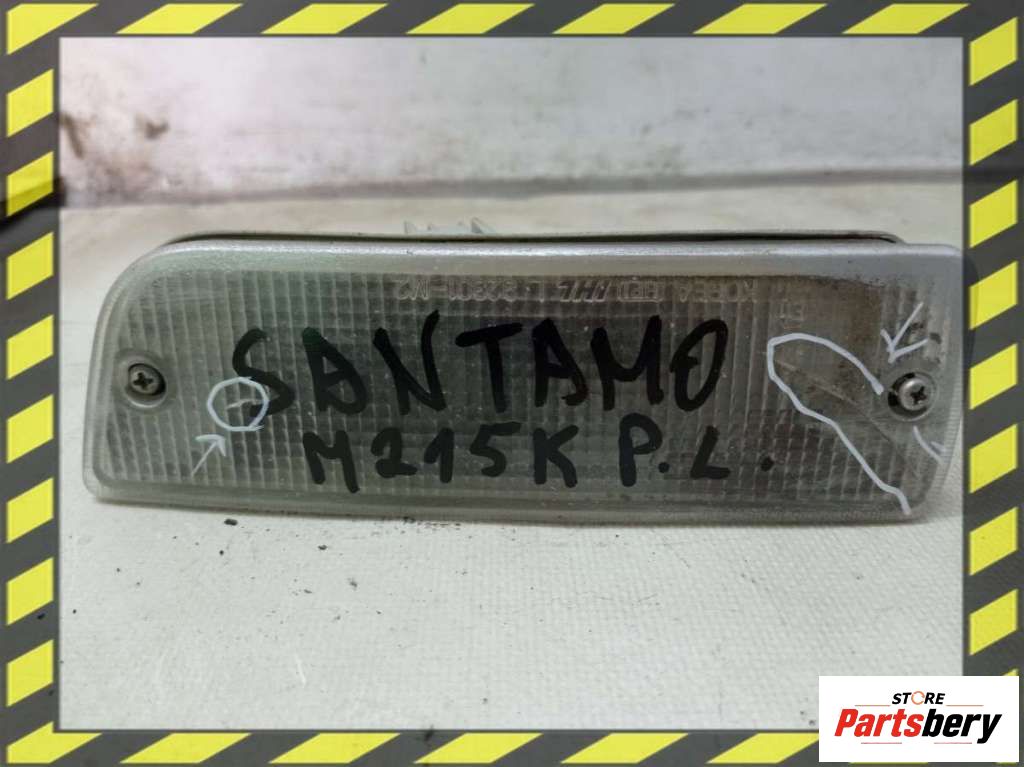 SANTAMO
M215K P.L.
STORE
Partsbery